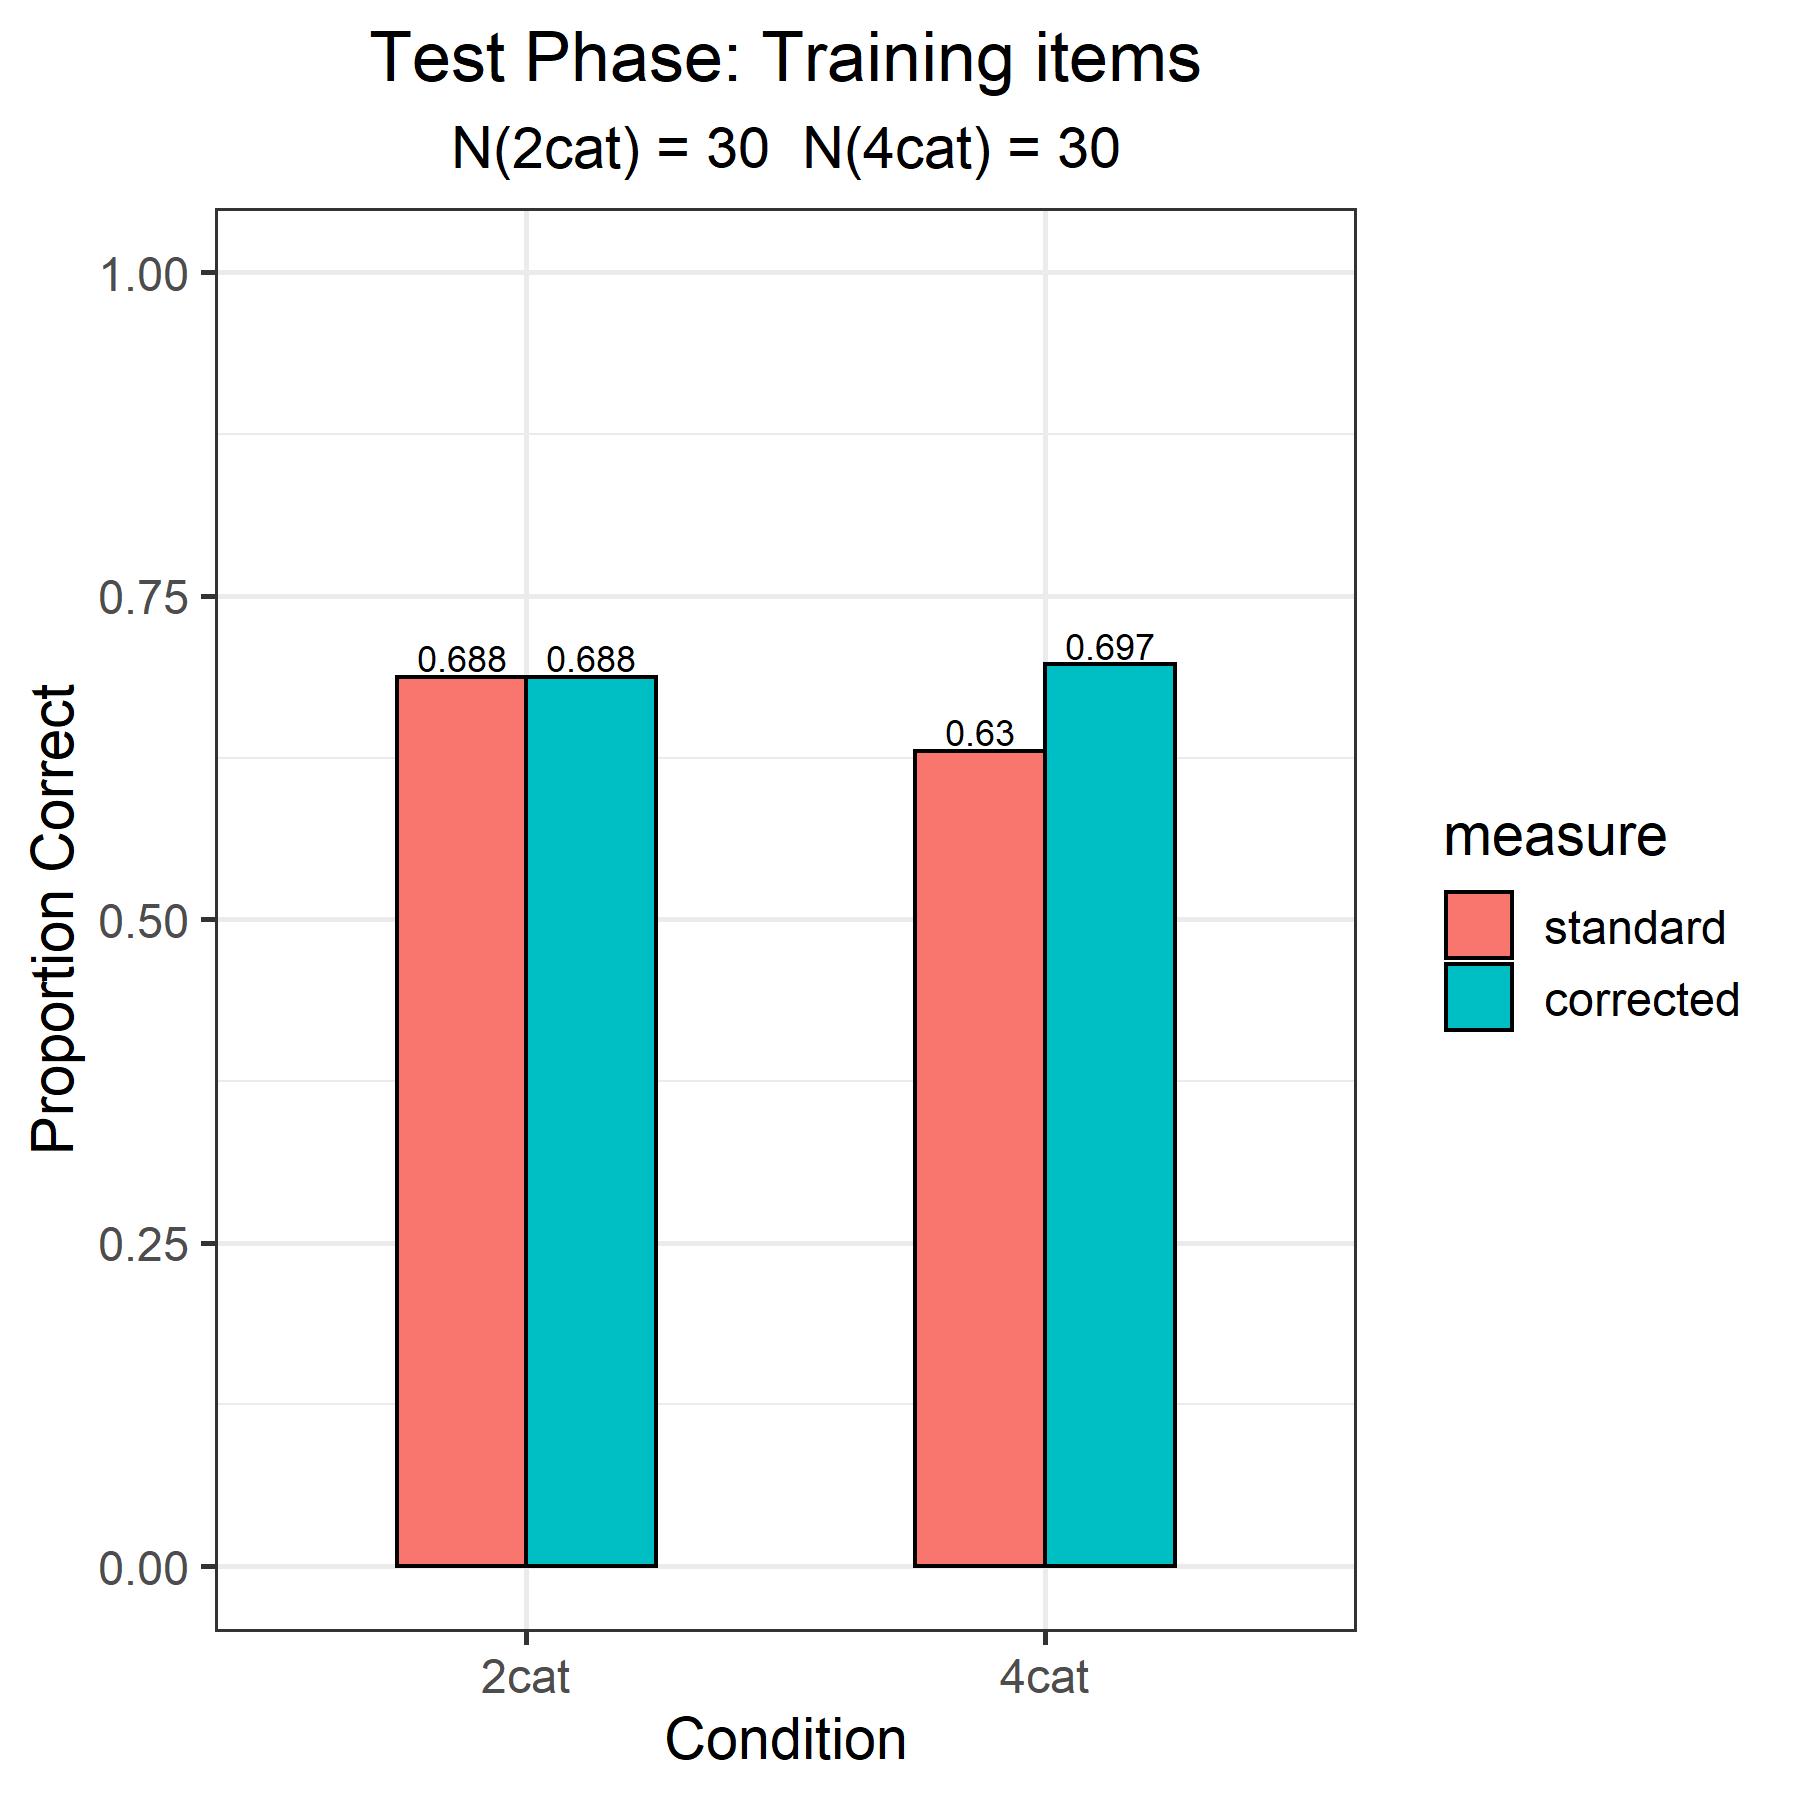 Test Phase: Training items
N(2cat) = 30  N(4cat) = 30
1.00
0.75
0.50
0.25
0.00
Proportion Correct
0.688 0.688
0.63
0.697
2cat
4cat
Condition
measure
standard
corrected